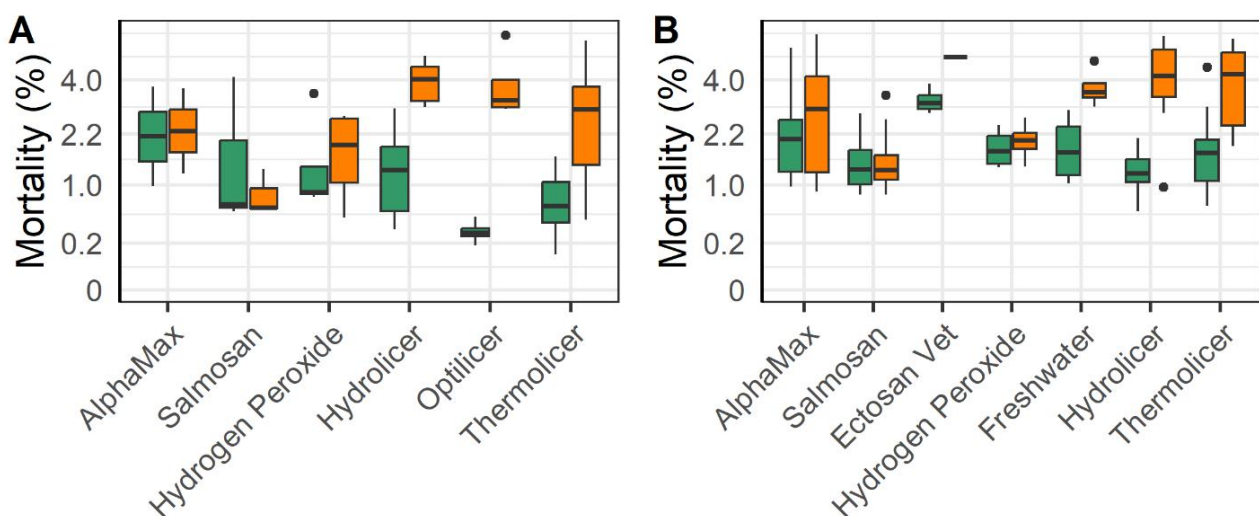 A
Mortality (%)
4.0
2.2
1.0
0.2
0
AlphaMax
Salmosan
Hydrogen Peroxide
Hydrolicer
Optilicer
Thermolicer
B
Mortality (%)
4.0
2.2
1.0
0.2
0
AlphaMax
Salmosan
Ectosan Vet
Hydrogen Peroxide
Freshwater
Hydrolicer
Thermolicer